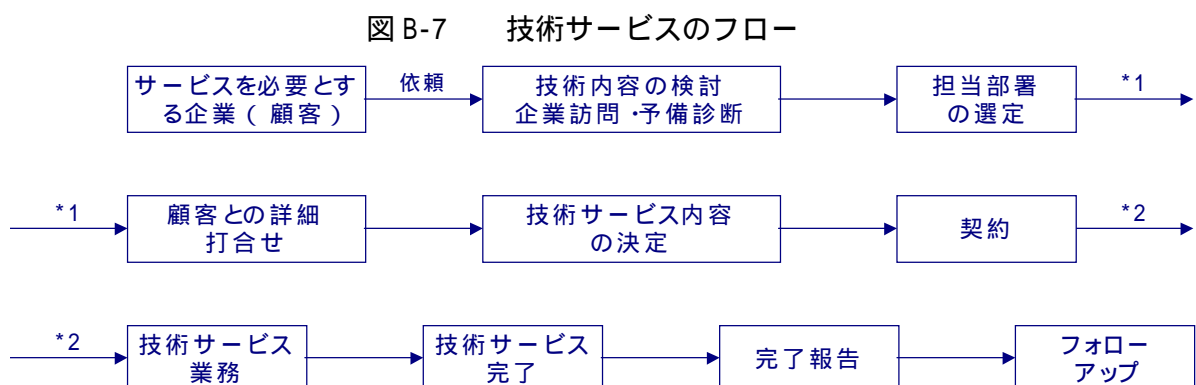 図 B-7 技術サービスのフロー
サービスを必要とす
る企業（顧客）
依頼
技術内容の検討
企業訪問・予備診断
担当部署
の選定
*1
*1
顧客との詳細
打合せ
技術サービス内容
の決定
契約
*2
*2
技術サービス
業務
技術サービス
完了
完了報告
フォロー
アップ